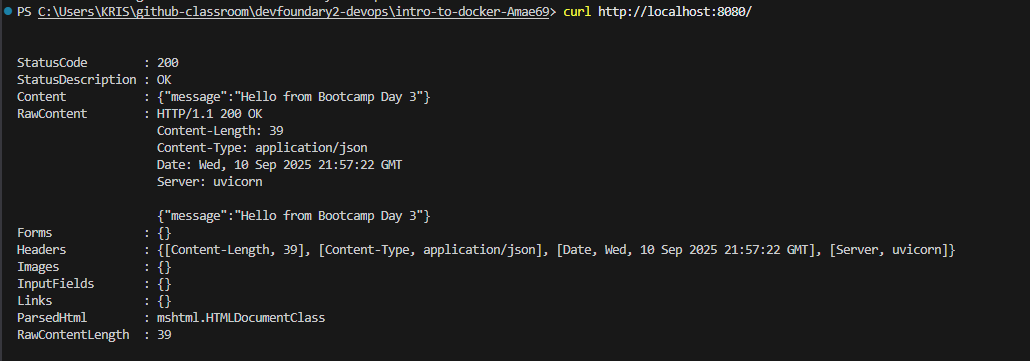 PS C:\Users\KRIS\github-classroom\devfoundary2-devops\intro-to-docker-Amae69> curl http://localhost:8080/
StatusCode        : 200
StatusDescription : OK
Content           : {"message":"Hello from Bootcamp Day 3"}
RawContent        : HTTP/1.1 200 OK
                    Content-Length: 39
                    Content-Type: application/json
                    Date: Wed, 10 Sep 2025 21:57:22 GMT
                    Server: uvicorn
                    {"message":"Hello from Bootcamp Day 3"}
Forms             : {}
Headers           : {[Content-Length, 39], [Content-Type, application/json], [Date, Wed, 10 Sep 2025 21:57:22 GMT], [Server, uvicorn]}
Images            : {}
InputFields       : {}
Links             : {}
ParsedHtml        : mshtml.HTMLDocumentClass
RawContentLength  : 39